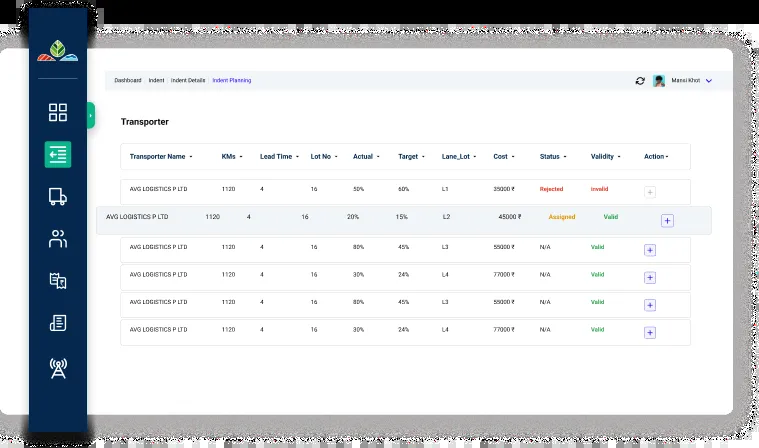 Dashboard Indent Indent Details Indent Planning Mansi Khot
Transporter
Transporter Name KMs Lead Time Lot No Actual Target Lane_Lot Cost Status Validity Action
AVG LOGISTICS P LTD 1120 4 16 50% 60% L1 35000 ₹ Rejected Invalid +
AVG LOGISTICS P LTD 1120 4 16 20% 15% L2 45000 ₹ Assigned Valid +
AVG LOGISTICS P LTD 1120 4 16 80% 45% L3 55000 ₹ N/A Valid +
AVG LOGISTICS P LTD 1120 4 16 30% 24% L4 77000 ₹ N/A Valid +
AVG LOGISTICS P LTD 1120 4 16 80% 45% L3 55000 ₹ N/A Valid +
AVG LOGISTICS P LTD 1120 4 16 30% 24% L4 77000 ₹ N/A Valid +